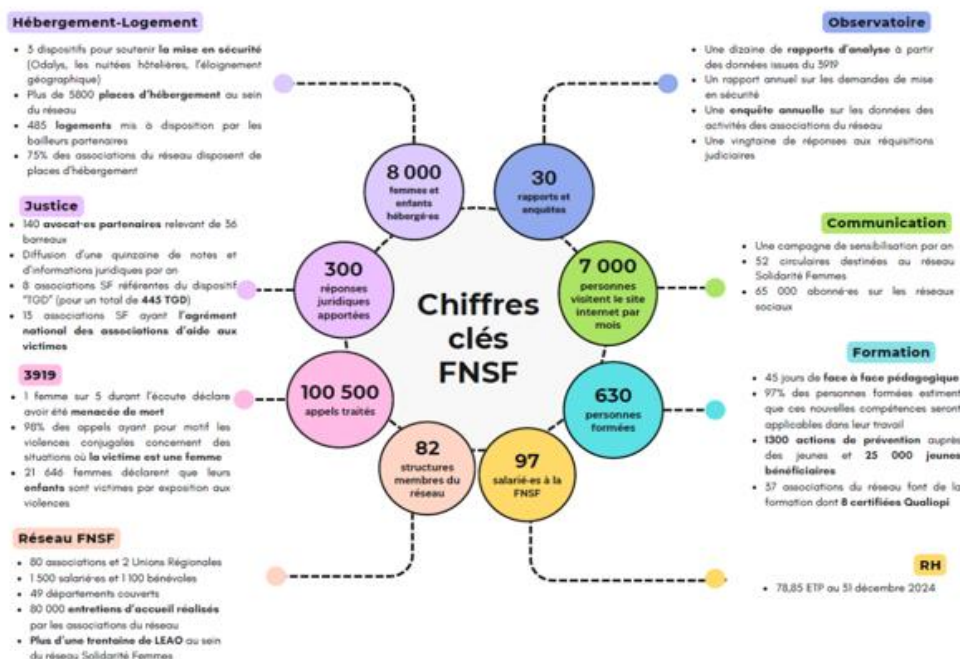 Hébergement-Logement
• 3 dispositifs pour soutenir la mise en sécurité
(Odalys, les nuitées hôtelières, l'éloignement
géographique)
• Plus de 5800 places d'hébergement au sein
du réseau
• 485 logements mis à disposition par les
bailleurs partenaires
• 75% des associations du réseau disposent de
places d'hébergement
Justice
• 140 avocat·es partenaires relevant de 36
barreaux
• Diffusion d'une quinzaine de notes et
d'informations juridiques par an
• 8 associations SF référentes du dispositif
"TGD" (pour un total de 445 TGD)
• 15 associations SF ayant l'agrément
national des associations d'aide aux
victimes
3919
• 1 femme sur 5 durant l'écoute déclare
avoir été menacée de mort
• 98% des appels ayant pour motif les
violences conjugales concernent des
situations où la victime est une femme
• 21 646 femmes déclarent que leurs
enfants sont victimes par exposition aux
violences
Réseau FNSF
• 80 associations et 2 Unions Régionales
• 1 500 salarié·es et 1 100 bénévoles
• 49 départements couverts
• 80 000 entretiens d'accueil réalisés
par les associations du réseau
• Plus d'une trentaine de LEAO au sein
du réseau Solidarité Femmes
8 000
femmes et
enfants
hébergé·es
300
réponses
juridiques
apportées
100 500
appels traités
82
structures
membres du
réseau
Chiffres
clés
FNSF
30
rapports et
enquêtes
7 000
personnes
visitent le site
internet par
mois
630
personnes
formées
97
salarié·es à la
FNSF
Observatoire
• Une dizaine de rapports d'analyse à partir
des données issues du 3919
• Un rapport annuel sur les demandes de mise
en sécurité
• Une enquête annuelle sur les données des
activités des associations du réseau
• Une vingtaine de réponses aux réquisitions
judiciaires
Communication
• Une campagne de sensibilisation par an
• 52 circulaires destinées au réseau
Solidarité Femmes
• 65 000 abonné·es sur les réseaux
sociaux
Formation
• 45 jours de face à face pédagogique
• 97% des personnes formées estiment
que ces nouvelles compétences seront
applicables dans leur travail
• 1300 actions de prévention auprès
des jeunes et 25 000 jeunes
bénéficiaires
• 37 associations du réseau font de la
formation dont 8 certifiées Qualiopi
RH
• 78,85 ETP au 31 décembre 2024